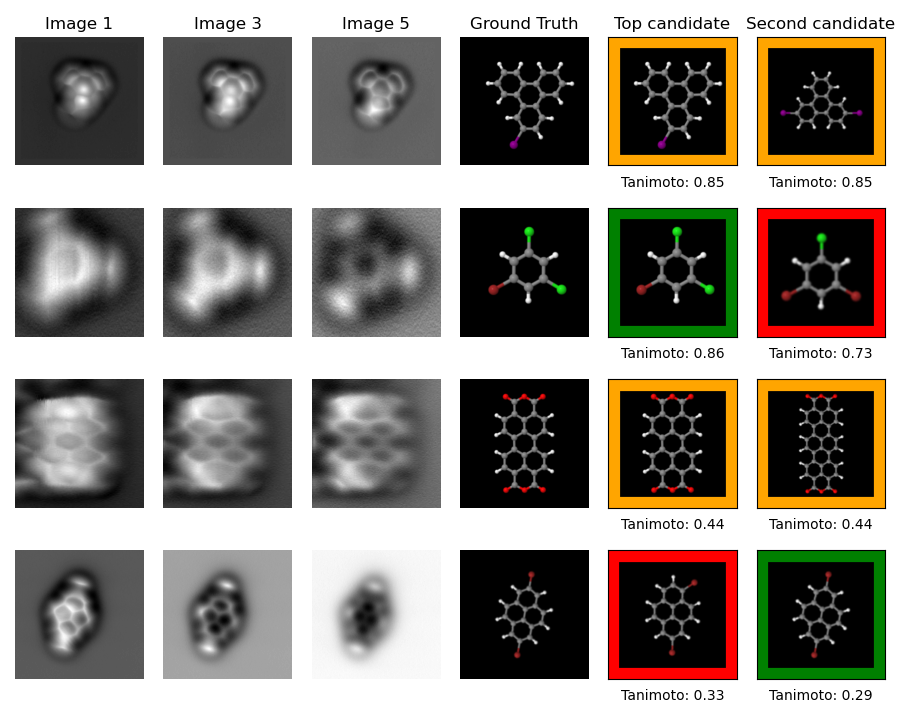 Image 1 Image 3 Image 5 Ground Truth Top candidate Second candidate
Tanimoto: 0.85 Tanimoto: 0.85
Tanimoto: 0.86 Tanimoto: 0.73
Tanimoto: 0.44 Tanimoto: 0.44
Tanimoto: 0.33 Tanimoto: 0.29